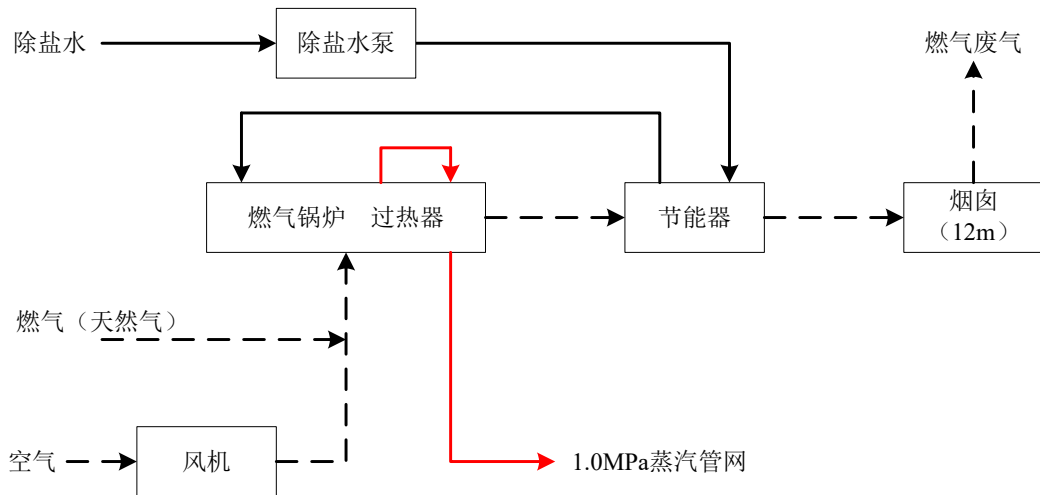 除盐水
除盐水泵
燃气废气
燃气锅炉 过热器
节能器
烟囱
（12m）
燃气（天然气）
空气
风机
1.0MPa蒸汽管网